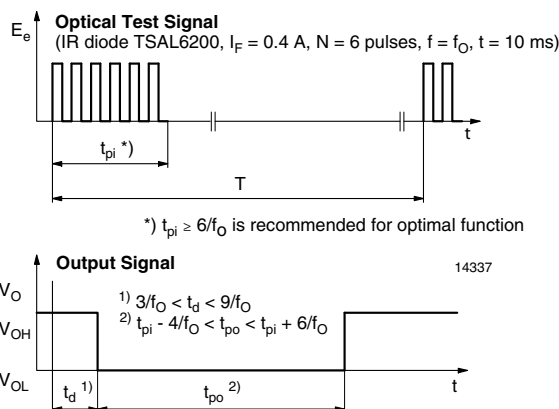 Optical Test Signal
E_e
(IR diode TSAL6200, I_F = 0.4 A, N = 6 pulses, f = f_O, t = 10 ms)
t
t_pi *)
T
*) t_pi ≥ 6/f_O is recommended for optimal function
Output Signal
14337
V_O
1) 3/f_O < t_d < 9/f_O
V_OH
2) t_pi - 4/f_O < t_po < t_pi + 6/f_O
V_OL
t_d 1)
t_po 2)
t